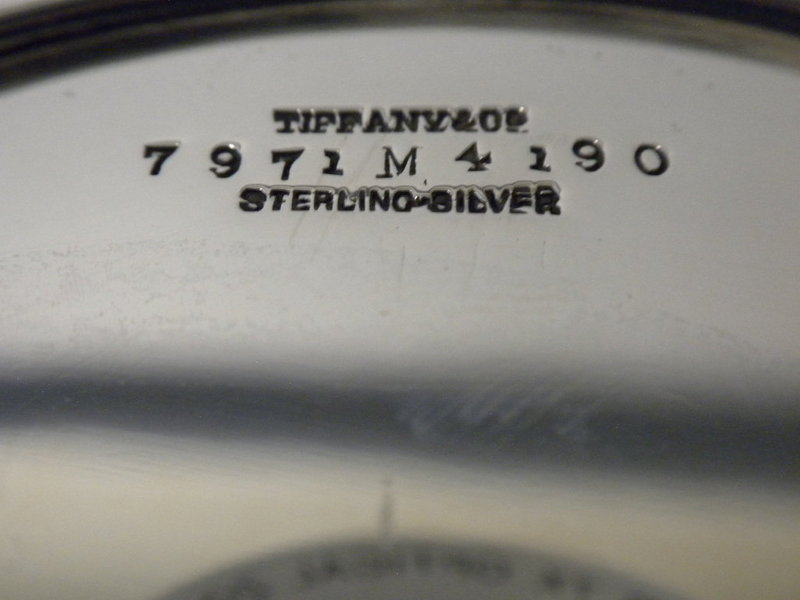 TIFFANY&CO.
7971 M 4190
STERLING-SILVER